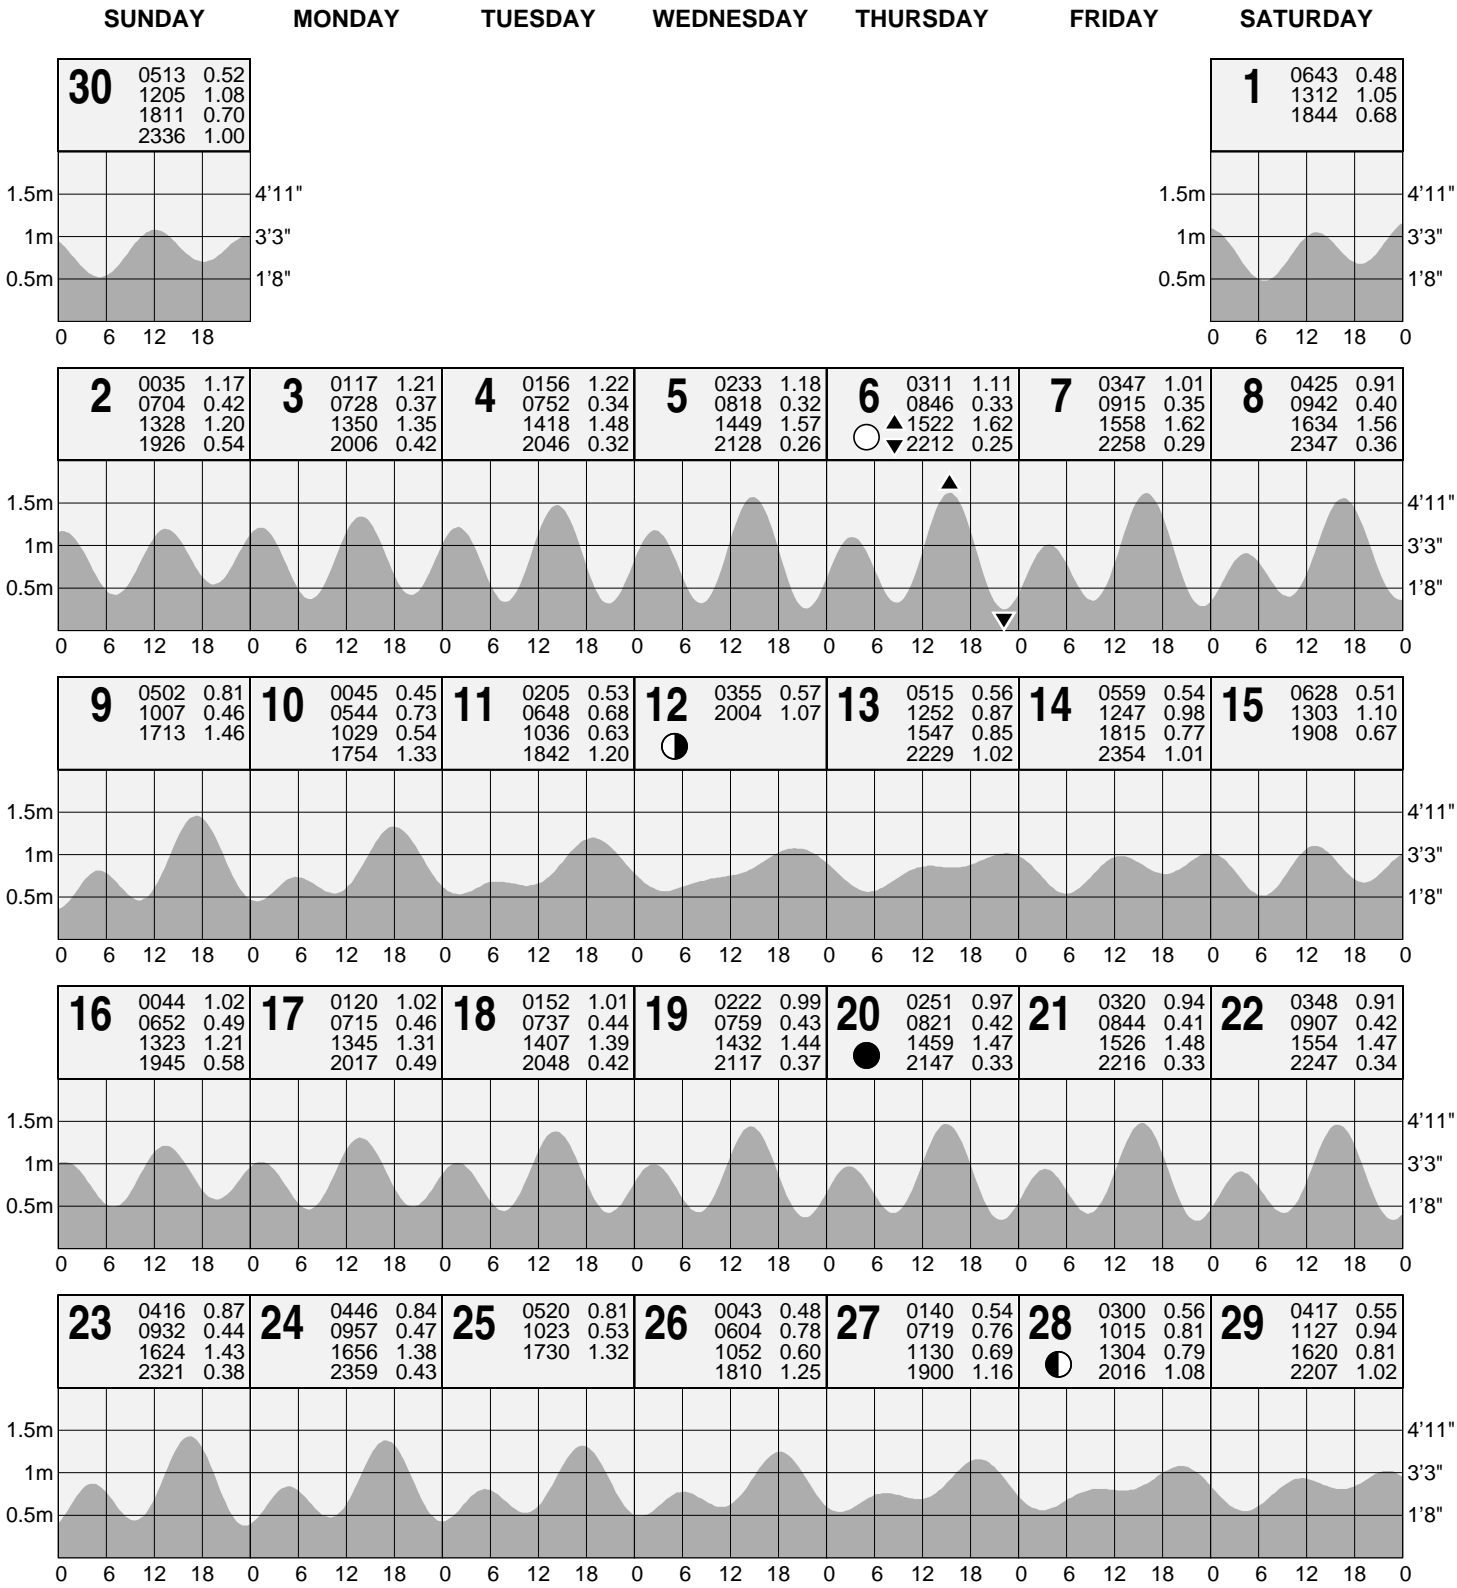 SUNDAY MONDAY TUESDAY WEDNESDAY THURSDAY FRIDAY SATURDAY
30 0513 0.52 1 0643 0.48
1205 1.08 1312 1.05
1811 0.70 1844 0.68
2336 1.00
1.5m 4'11" 1.5m 4'11"
1m 3'3" 1m 3'3"
0.5m 1'8" 0.5m 1'8"
0 6 12 18 0 6 12 18 0
2 0035 1.17 3 0117 1.21 4 0156 1.22 5 0233 1.18 6 0311 1.11 7 0347 1.01 8 0425 0.91
0704 0.42 0728 0.37 0752 0.34 0818 0.32 0846 0.33 0915 0.35 0942 0.40
1328 1.20 1350 1.35 1418 1.48 1449 1.57 1522 1.62 1558 1.62 1634 1.56
1926 0.54 2006 0.42 2046 0.32 2128 0.26 2212 0.25 2258 0.29 2347 0.36
1.5m 4'11"
1m 3'3"
0.5m 1'8"
0 6 12 18 0 6 12 18 0 6 12 18 0 6 12 18 0 6 12 18 0 6 12 18 0 6 12 18 0
9 0502 0.81 10 0045 0.45 11 0205 0.53 12 0355 0.57 13 0515 0.56 14 0559 0.54 15 0628 0.51
1007 0.46 0544 0.73 0648 0.68 2004 1.07 1252 0.87 1247 0.98 1303 1.10
1713 1.46 1029 0.54 1036 0.63 1547 0.85 1815 0.77 1908 0.67
1754 1.33 1842 1.20 2229 1.02 2354 1.01
1.5m 4'11"
1m 3'3"
0.5m 1'8"
0 6 12 18 0 6 12 18 0 6 12 18 0 6 12 18 0 6 12 18 0 6 12 18 0 6 12 18 0
16 0044 1.02 17 0120 1.02 18 0152 1.01 19 0222 0.99 20 0251 0.97 21 0320 0.94 22 0348 0.91
0652 0.49 0715 0.46 0737 0.44 0759 0.43 0821 0.42 0844 0.41 0907 0.42
1323 1.21 1345 1.31 1407 1.39 1432 1.44 1459 1.47 1526 1.48 1554 1.47
1945 0.58 2017 0.49 2048 0.42 2117 0.37 2147 0.33 2216 0.33 2247 0.34
1.5m 4'11"
1m 3'3"
0.5m 1'8"
0 6 12 18 0 6 12 18 0 6 12 18 0 6 12 18 0 6 12 18 0 6 12 18 0 6 12 18 0
23 0416 0.87 24 0446 0.84 25 0520 0.81 26 0043 0.48 27 0140 0.54 28 0300 0.56 29 0417 0.55
0932 0.44 0957 0.47 1023 0.53 0604 0.78 0719 0.76 1015 0.81 1127 0.94
1624 1.43 1656 1.38 1730 1.32 1052 0.60 1130 0.69 1304 0.79 1620 0.81
2321 0.38 2359 0.43 1810 1.25 1900 1.16 2016 1.08 2207 1.02
1.5m 4'11"
1m 3'3"
0.5m 1'8"
0 6 12 18 0 6 12 18 0 6 12 18 0 6 12 18 0 6 12 18 0 6 12 18 0 6 12 18 0